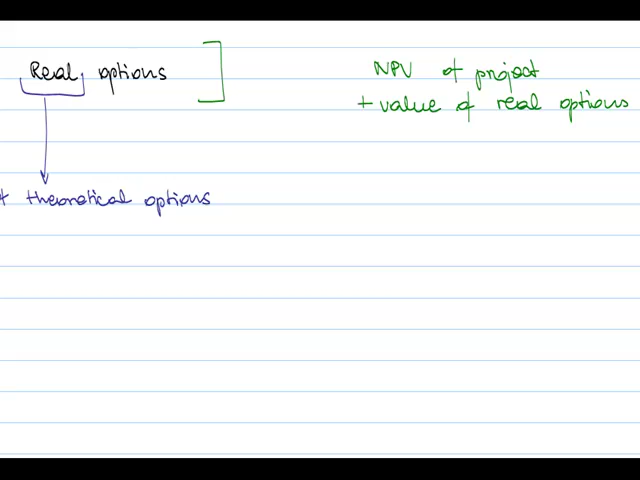 Real options
NPV of project
+ value of real options
theoretical options